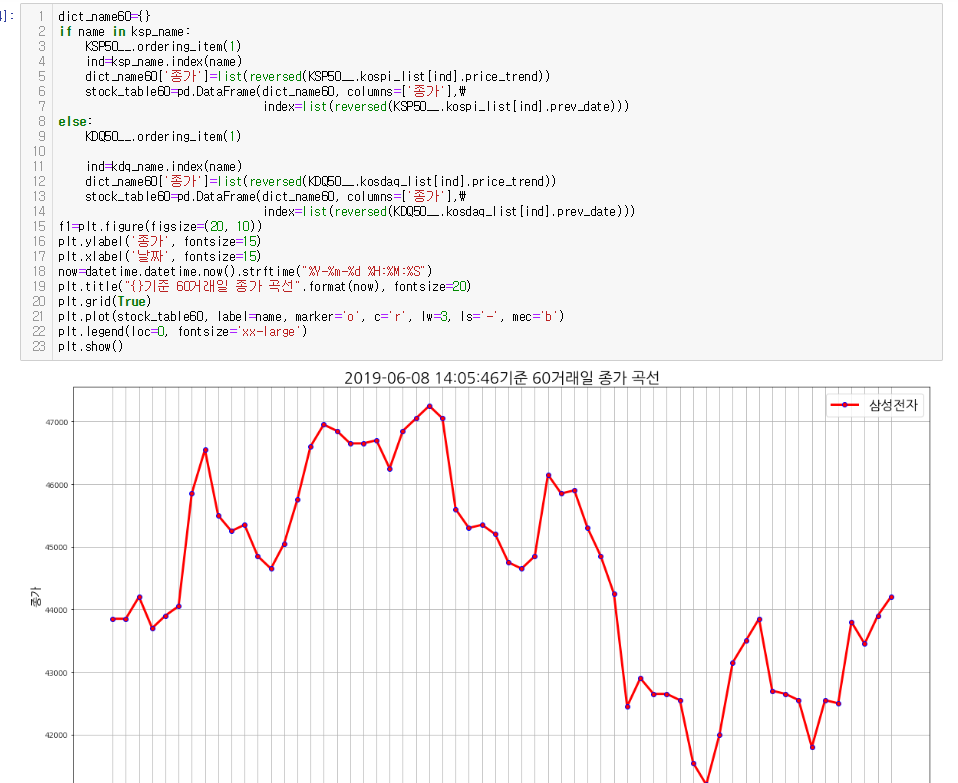 ]:
1 dict_name60={}
2 if name in ksp_name:
3 KSP50__.ordering_item(1)
4 ind=ksp_name.index(name)
5 dict_name60['종가']=list(reversed(KSP50__.kospi_list[ind].price_trend))
6 stock_table60=pd.DataFrame(dict_name60, columns=['종가'],₩
7 index=list(reversed(KSP50__.kospi_list[ind].prev_date)))
8 else:
9 KDQ50__.ordering_item(1)
10
11 ind=kdq_name.index(name)
12 dict_name60['종가']=list(reversed(KDQ50__.kosdaq_list[ind].price_trend))
13 stock_table60=pd.DataFrame(dict_name60, columns=['종가'],₩
14 index=list(reversed(KDQ50__.kosdaq_list[ind].prev_date)))
15 f1=plt.figure(figsize=(20, 10))
16 plt.ylabel('종가', fontsize=15)
17 plt.xlabel('날짜', fontsize=15)
18 now=datetime.datetime.now().strftime("%Y-%m-%d %H:%M:%S")
19 plt.title("{}기준 60거래일 종가 곡선".format(now), fontsize=20)
20 plt.grid(True)
21 plt.plot(stock_table60, label=name, marker='o', c='r', lw=3, ls='-', mec='b')
22 plt.legend(loc=0, fontsize='xx-large')
23 plt.show()
2019-06-08 14:05:46기준 60거래일 종가 곡선
삼성전자
47000
46000
45000
44000
종가
43000
42000